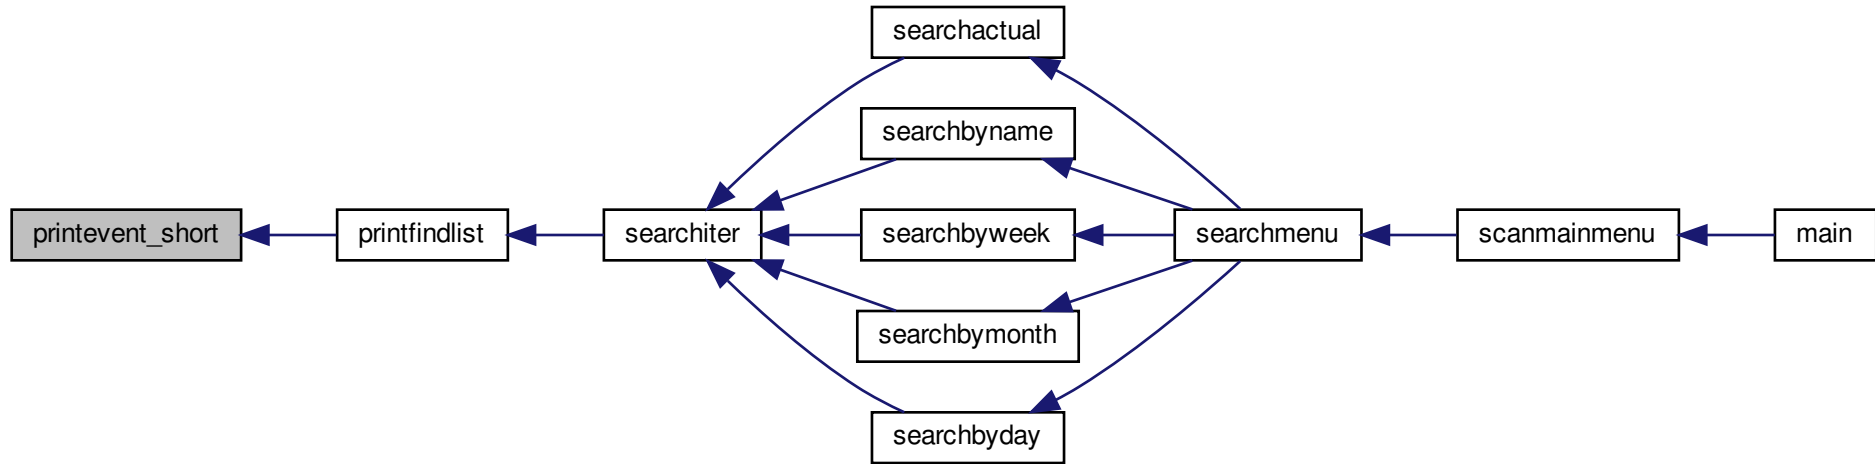 searchactual
searchbyname
printevent_short
printfindlist
searchiter
searchbyweek
searchmenu
scanmainmenu
main
searchbymonth
searchbyday